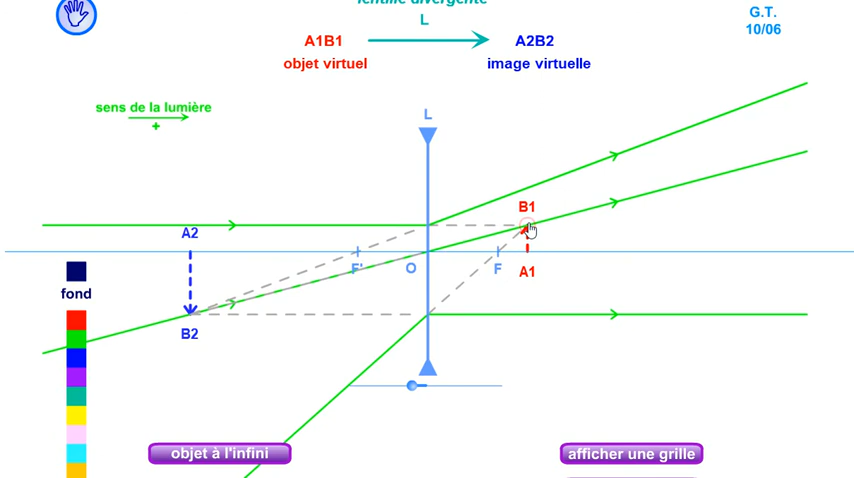 lentille divergente
L
G.T.
10/06
A1B1
A2B2
objet virtuel
image virtuelle
sens de la lumière
+
L
B1
A2
F'
O
F
A1
fond
B2
objet à l'infini
afficher une grille